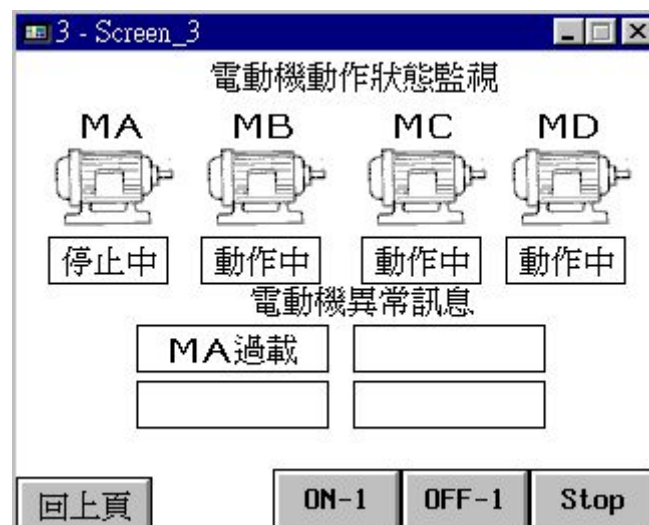 3 - Screen_3
電動機動作狀態監視
MA MB MC MD
停止中 動作中 動作中 動作中
電動機異常訊息
MA過載
回上頁 ON-1 OFF-1 Stop